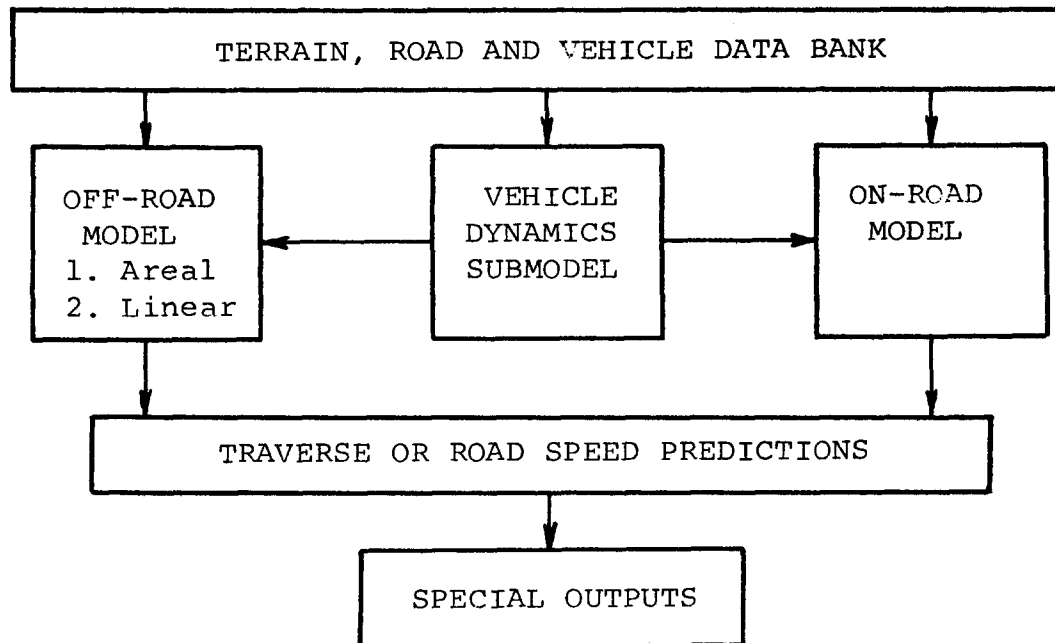 TERRAIN, ROAD AND VEHICLE DATA BANK
OFF-ROAD
MODEL
1. Areal
2. Linear
VEHICLE
DYNAMICS
SUBMODEL
ON-ROAD
MODEL
TRAVERSE OR ROAD SPEED PREDICTIONS
SPECIAL OUTPUTS